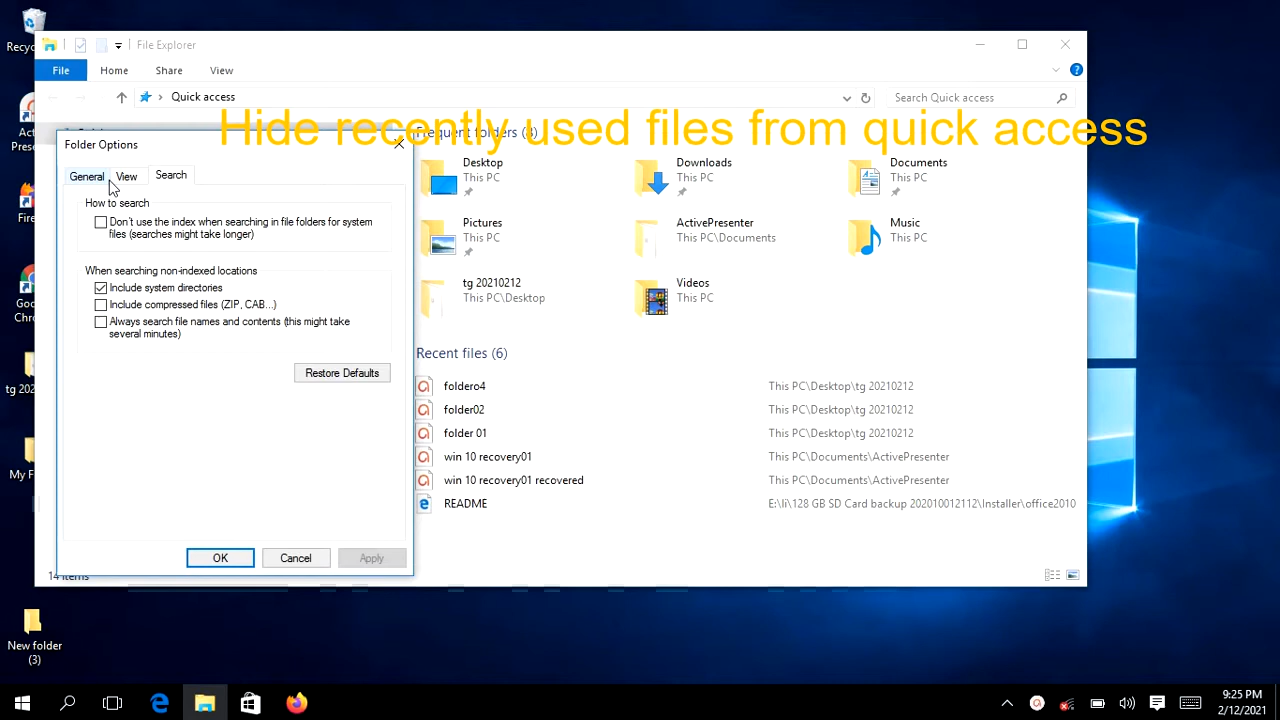 Recyc
File Explorer
File Home Share View
Quick access
Search Quick access
Hide recently used files from quick access
Frequent folders (8)
Folder Options
General View Search
How to search
Don't use the index when searching in file folders for system
files (searches might take longer)
When searching non-indexed locations
Include system directories
Include compressed files (ZIP, CAB...)
Always search file names and contents (this might take
several minutes)
Restore Defaults
OK Cancel Apply
Desktop
This PC
Downloads
This PC
Documents
This PC
Pictures
This PC
ActivePresenter
This PC\Documents
Music
This PC
tg 20210212
This PC\Desktop
Videos
This PC
Recent files (6)
foldero4 This PC\Desktop\tg 20210212
folder02 This PC\Desktop\tg 20210212
folder 01 This PC\Desktop\tg 20210212
win 10 recovery01 This PC\Documents\ActivePresenter
win 10 recovery01 recovered This PC\Documents\ActivePresenter
README E:\li\128 GB SD Card backup 202010012112\Installer\office2010
14 items
Act
Prese
Fire
Goo
Chr
tg 202
My F
New folder
(3)
9:25 PM
2/12/2021